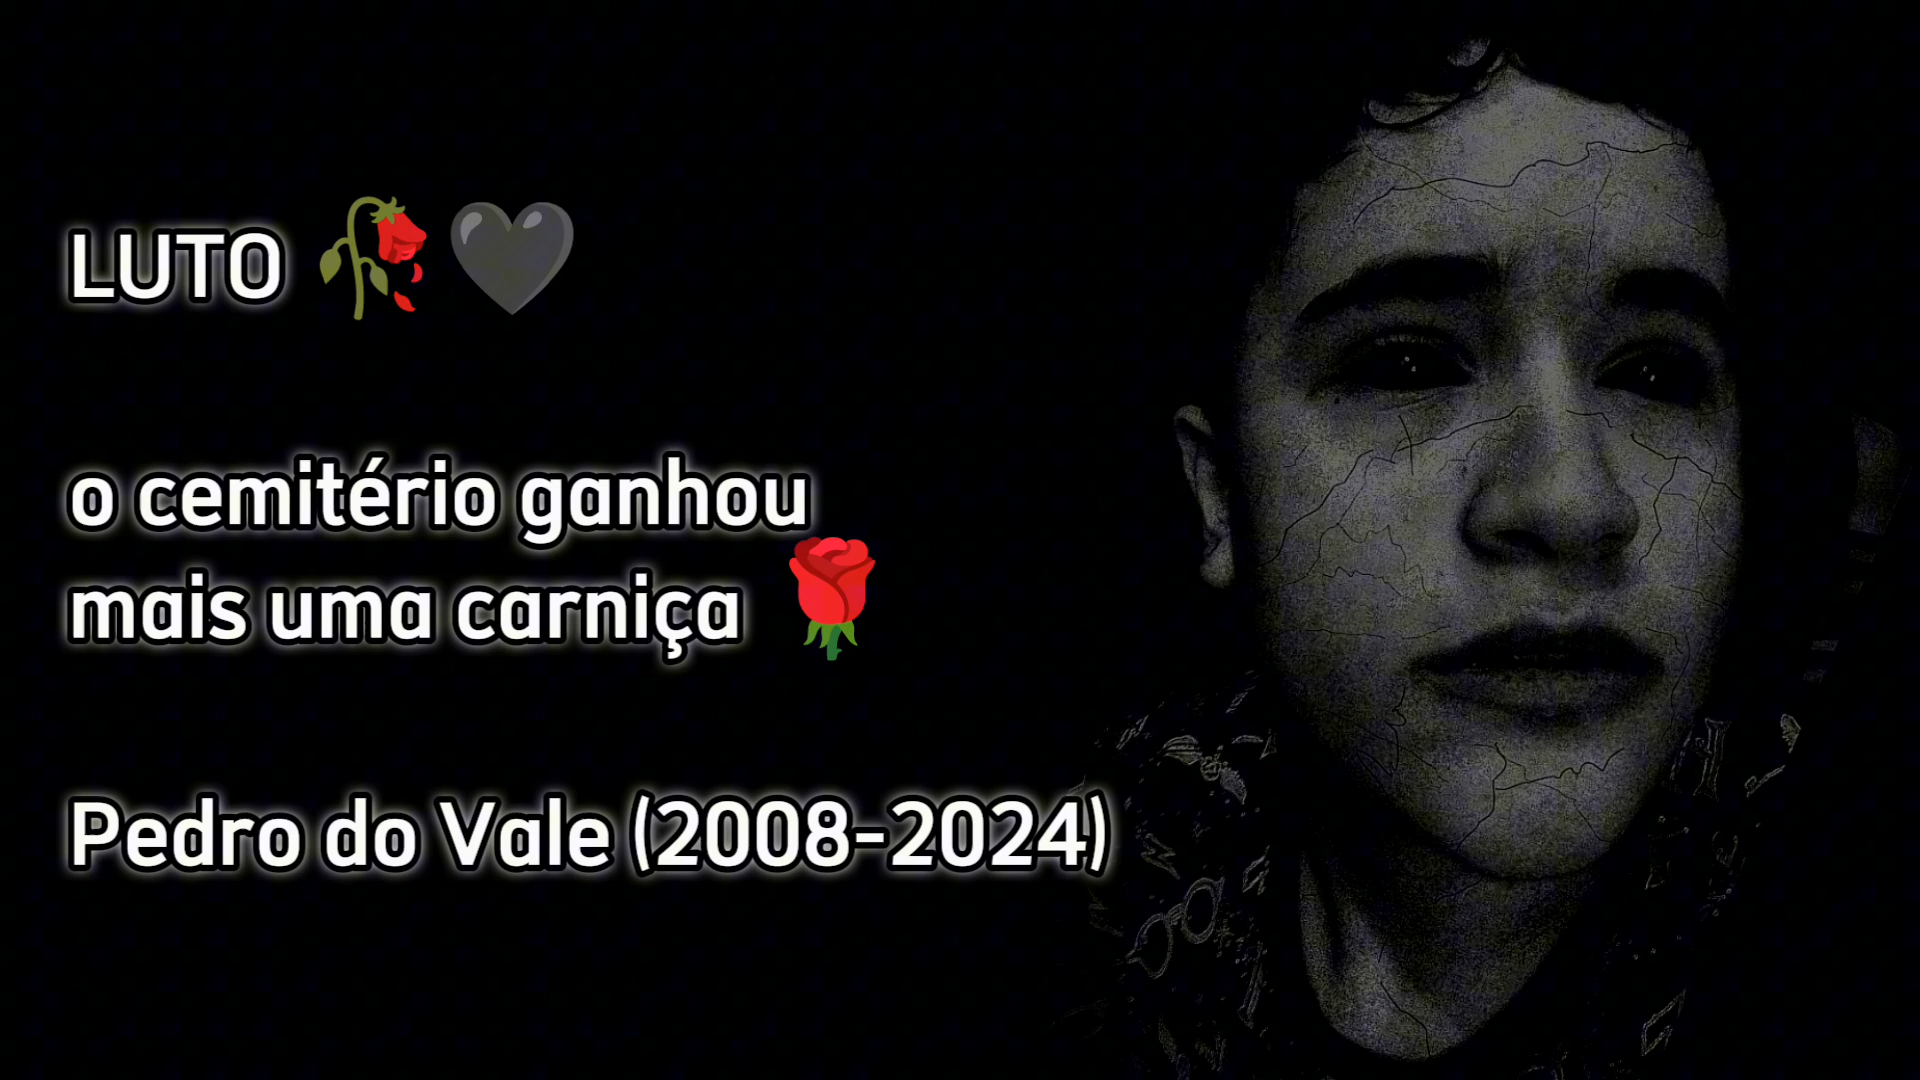 LUTO 🥀🖤
o cemitério ganhou
mais uma carniça 🌹
Pedro do Vale (2008-2024)